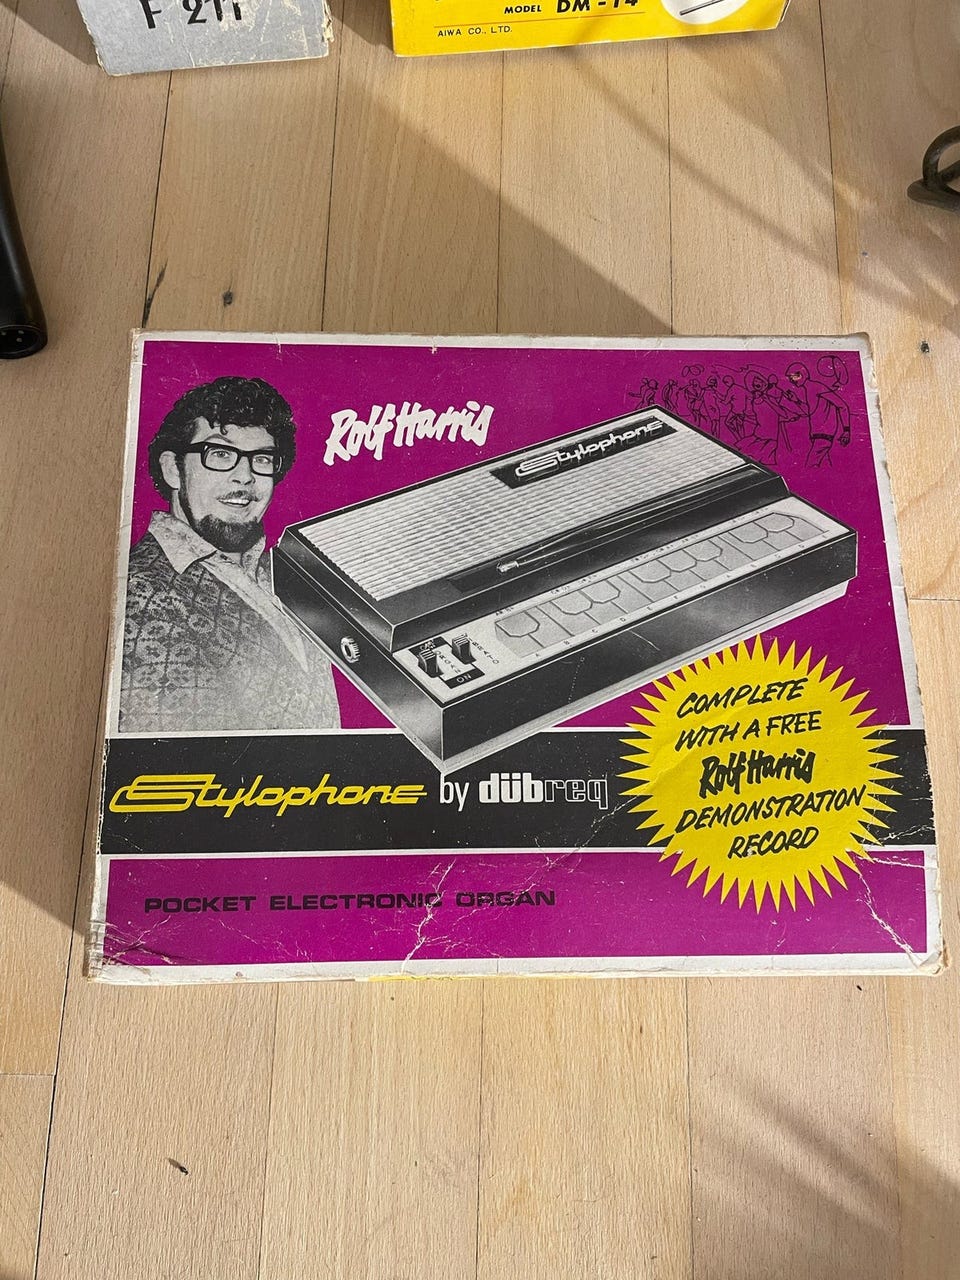 MODEL DM-14
AIWA CO., LTD.
Rolf Harris
Stylophone
ON
A B C D E
COMPLETE
WITH A FREE
Rolf Harris
DEMONSTRATION
RECORD
Stylophone by dübreq
POCKET ELECTRONIC ORGAN